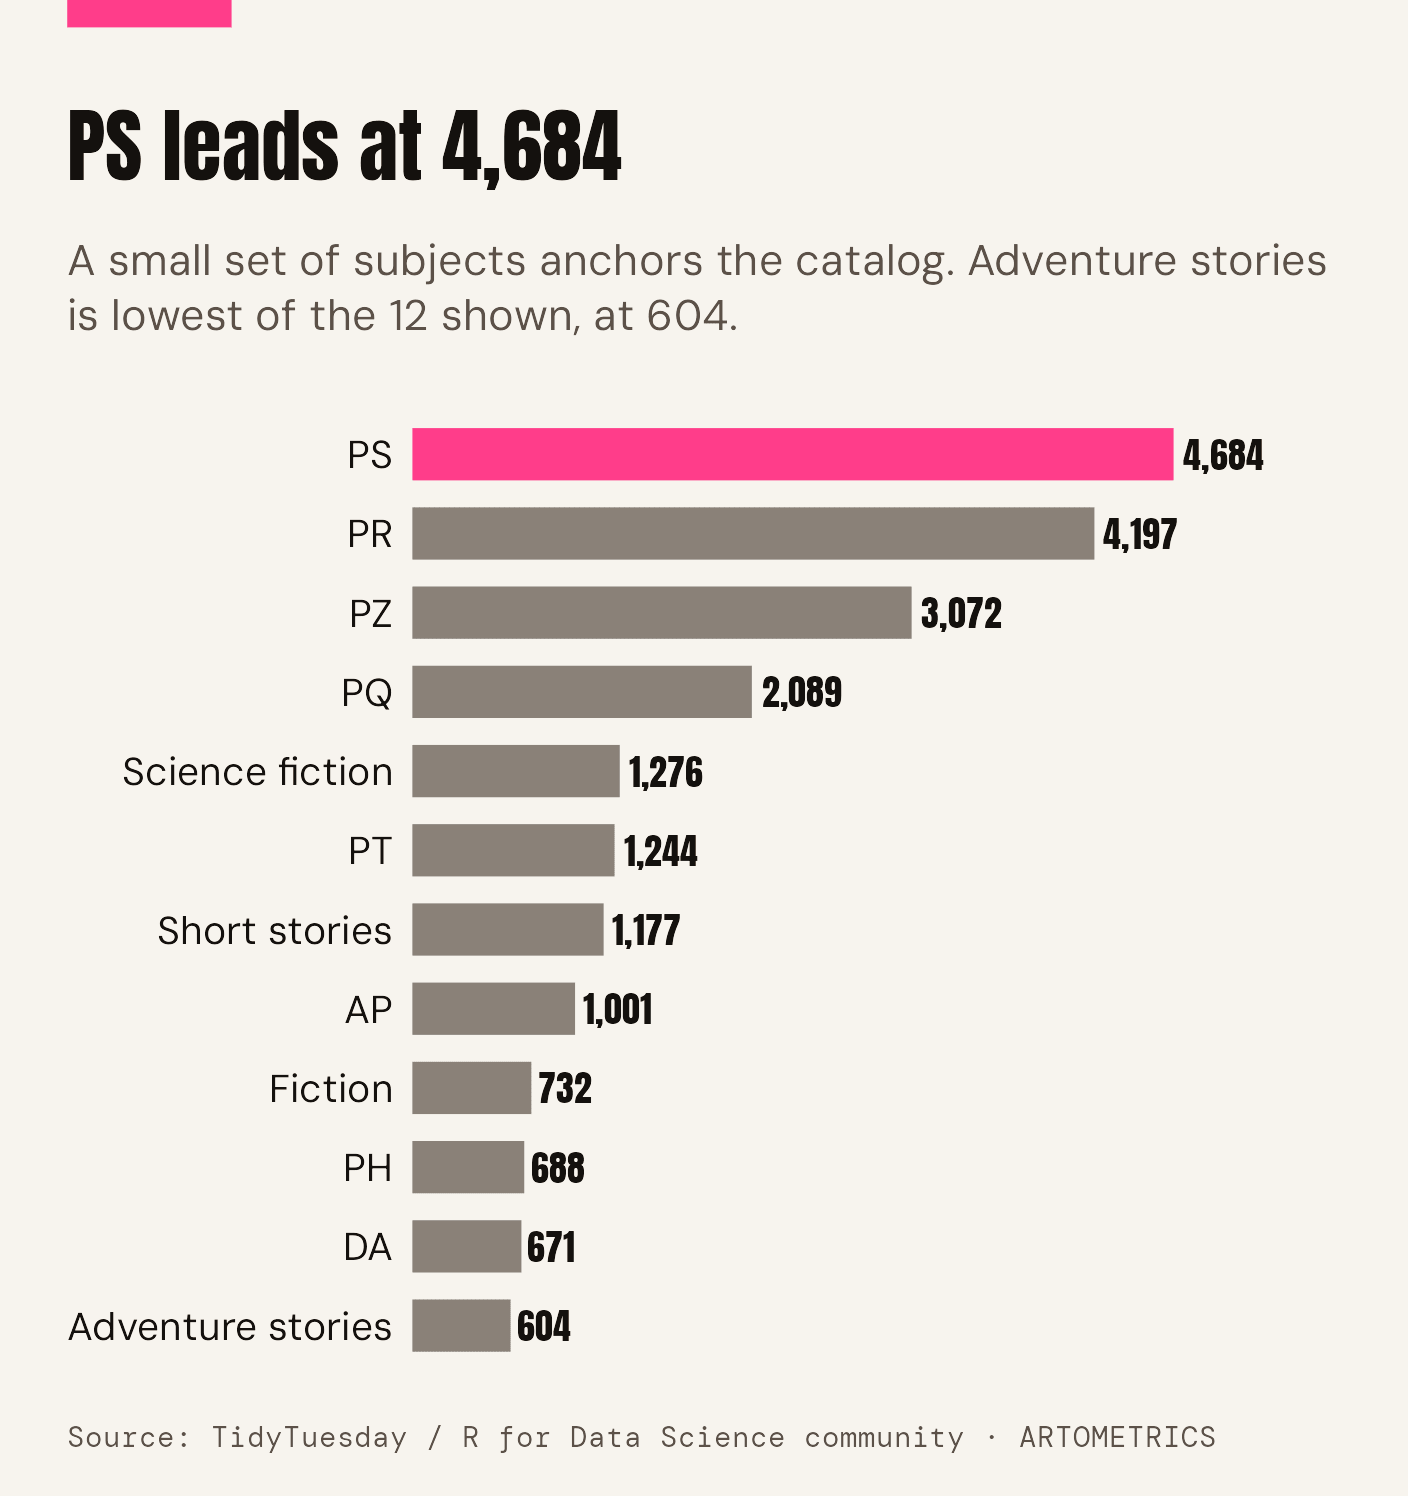 PS leads at 4,684
A small set of subjects anchors the catalog. Adventure stories
is lowest of the 12 shown, at 604.
PS 4,684
PR 4,197
PZ 3,072
PQ 2,089
Science fiction 1,276
PT 1,244
Short stories 1,177
AP 1,001
Fiction 732
PH 688
DA 671
Adventure stories 604
Source: TidyTuesday / R for Data Science community · ARTOMETRICS